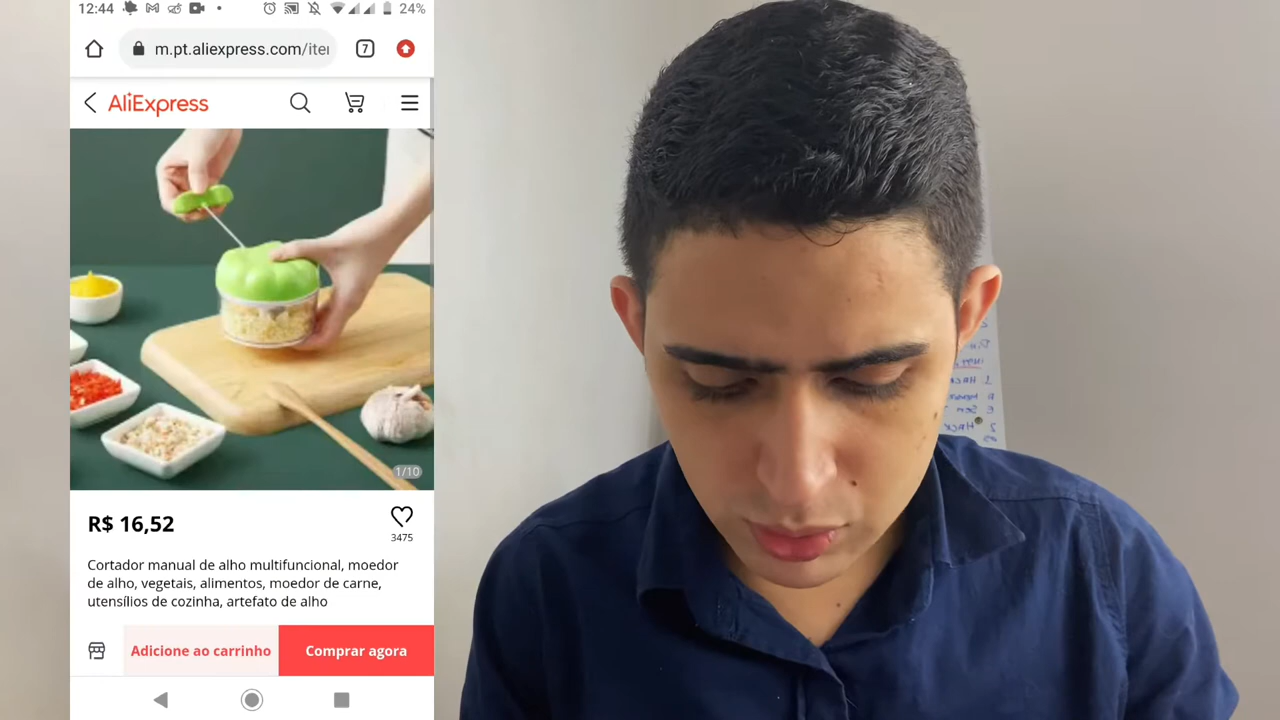 12:44
24%
m.pt.aliexpress.com/iter
7
AliExpress
1/10
R$ 16,52
3475
Cortador manual de alho multifuncional, moedor
de alho, vegetais, alimentos, moedor de carne,
utensílios de cozinha, artefato de alho
Adicione ao carrinho
Comprar agora